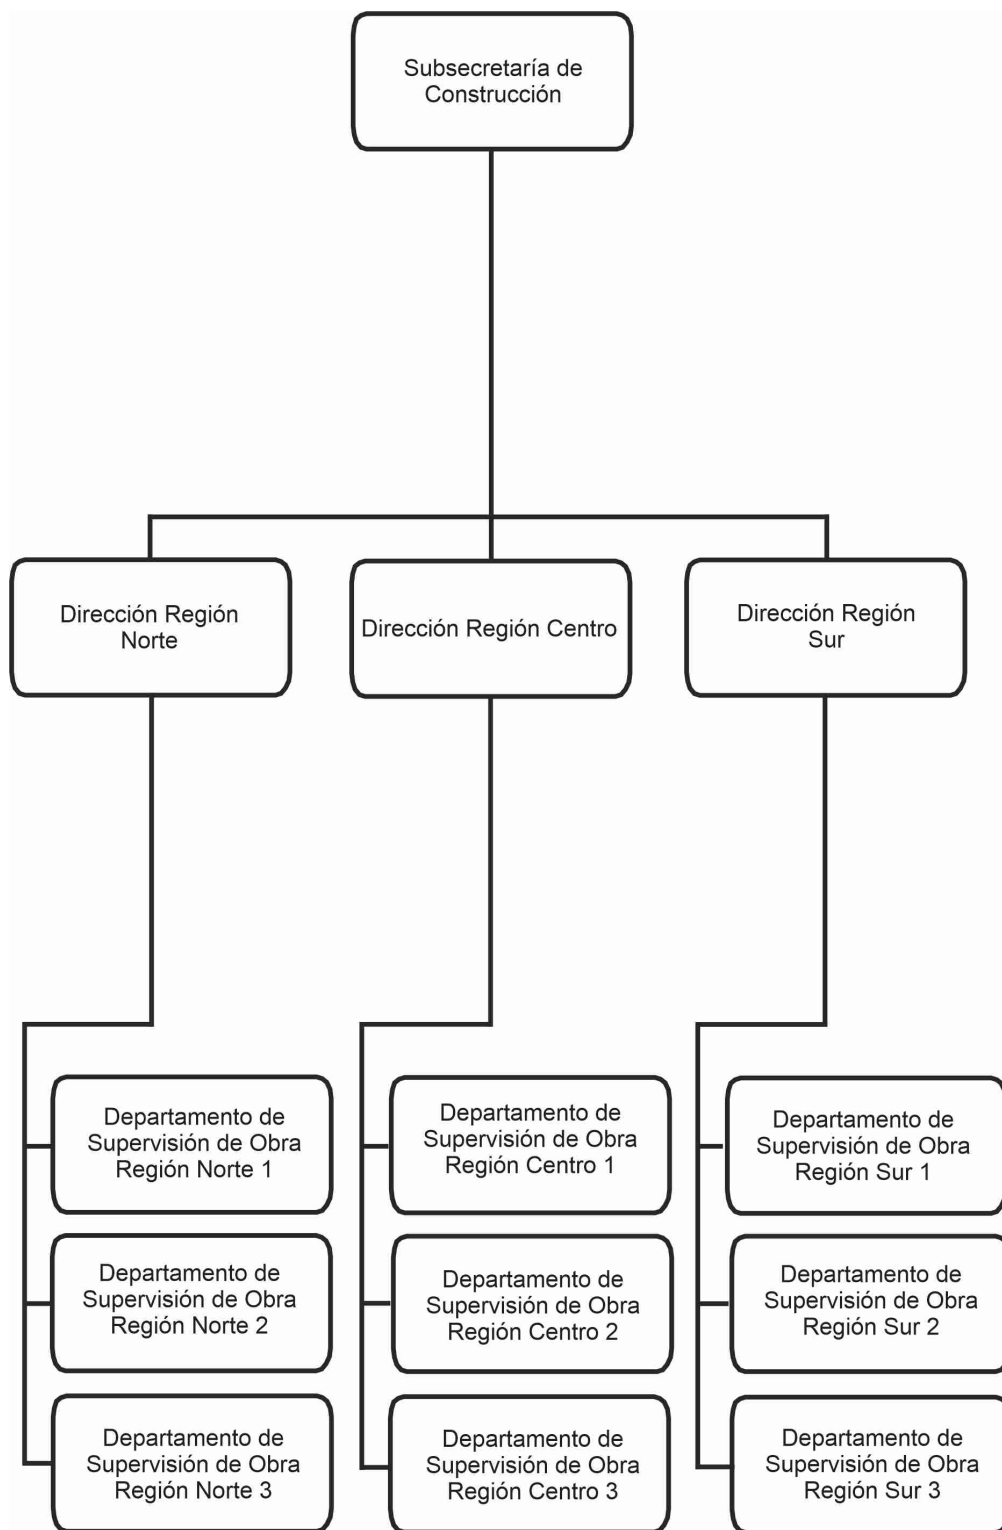 Subsecretaría de
Construcción
Dirección Región
Norte
Dirección Región Centro
Dirección Región
Sur
Departamento de
Supervisión de Obra
Región Norte 1
Departamento de
Supervisión de Obra
Región Centro 1
Departamento de
Supervisión de Obra
Región Sur 1
Departamento de
Supervisión de Obra
Región Norte 2
Departamento de
Supervisión de Obra
Región Centro 2
Departamento de
Supervisión de Obra
Región Sur 2
Departamento de
Supervisión de Obra
Región Norte 3
Departamento de
Supervisión de Obra
Región Centro 3
Departamento de
Supervisión de Obra
Región Sur 3